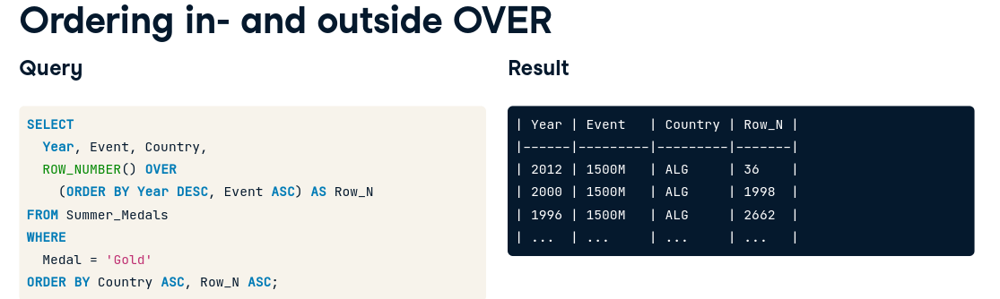 Ordering in- and outside OVER
Query
SELECT
  Year, Event, Country,
  ROW_NUMBER() OVER
    (ORDER BY Year DESC, Event ASC) AS Row_N
FROM Summer_Medals
WHERE
  Medal = 'Gold'
ORDER BY Country ASC, Row_N ASC;
Result
| Year | Event   | Country | Row_N |
|------|---------|---------|-------|
| 2012 | 1500M   | ALG     | 36    |
| 2000 | 1500M   | ALG     | 1998  |
| 1996 | 1500M   | ALG     | 2662  |
| ...  | ...     | ...     | ...   |